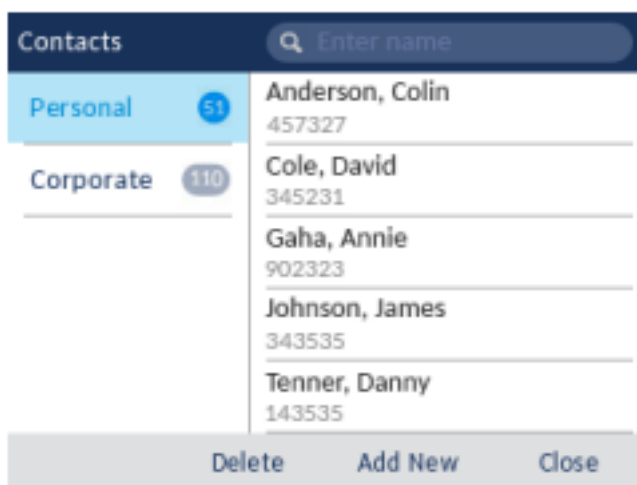 Contacts
Enter name
Personal 51
Corporate 110
Anderson, Colin
457327
Cole, David
345231
Gaha, Annie
902323
Johnson, James
343535
Tenner, Danny
143535
Delete Add New Close